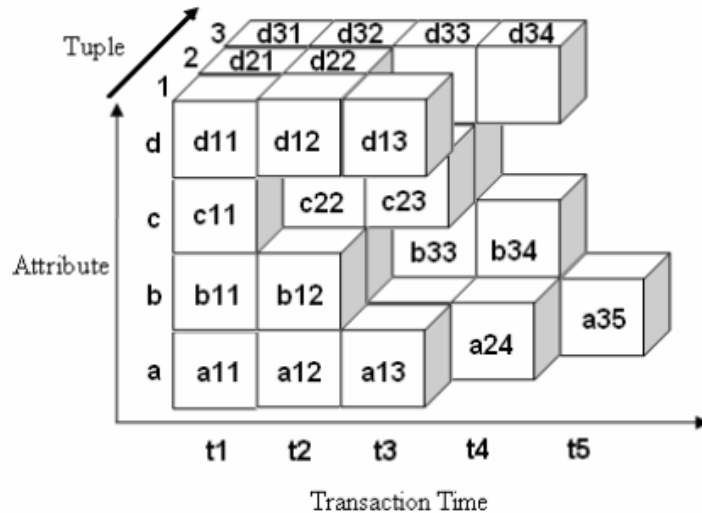 Tuple
3 d31 d32 d33 d34
2 d21 d22
1
d d11 d12 d13
c c11 c22 c23
Attribute
b33 b34
b b11 b12
a35
a24
a a11 a12 a13
t1 t2 t3 t4 t5
Transaction Time